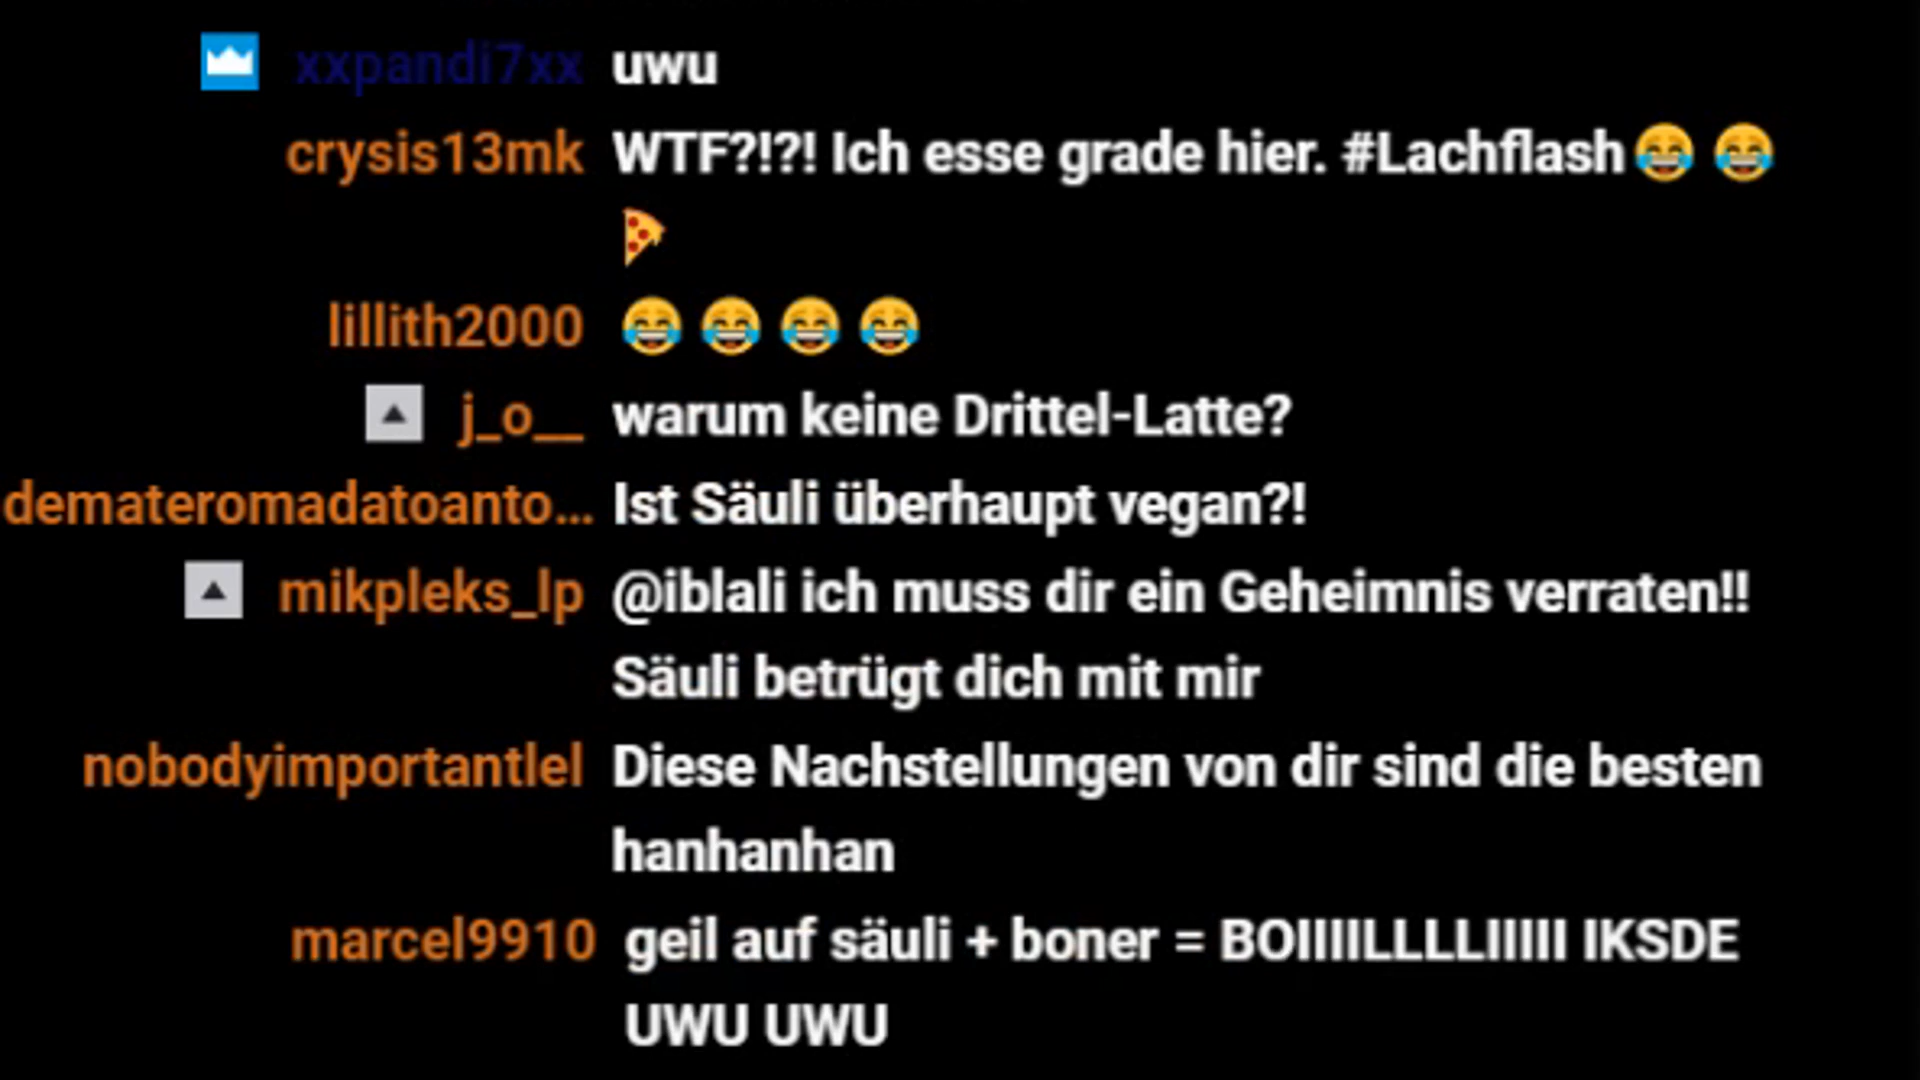 xxpandi7xx uwu
crysis13mk WTF?!?! Ich esse grade hier. #Lachflash😂 😂
🍕
lillith2000 😂 😂 😂 😂
j_o__ warum keine Drittel-Latte?
demateromadatoanto... Ist Säuli überhaupt vegan?!
mikpleks_lp @iblali ich muss dir ein Geheimnis verraten!!
Säuli betrügt dich mit mir
nobodyimportantlel Diese Nachstellungen von dir sind die besten
hanhanhan
marcel9910 geil auf säuli + boner = BOIIIILLLLIIIII IKSDE
UWU UWU